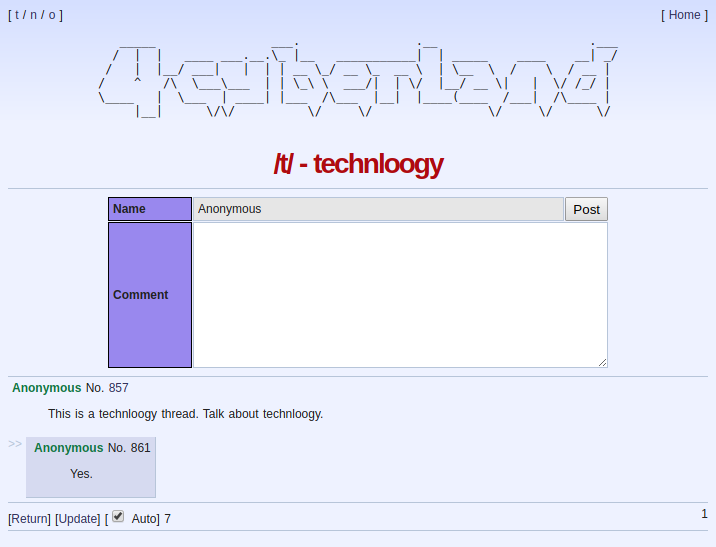 [ t / n / o ]
[ Home ]
4cyberland
/t/ - technloogy
Name
Anonymous
Post
Comment
Anonymous No. 857
This is a technloogy thread. Talk about technloogy.
>> Anonymous No. 861
Yes.
[Return] [Update] [ Auto] 7
1